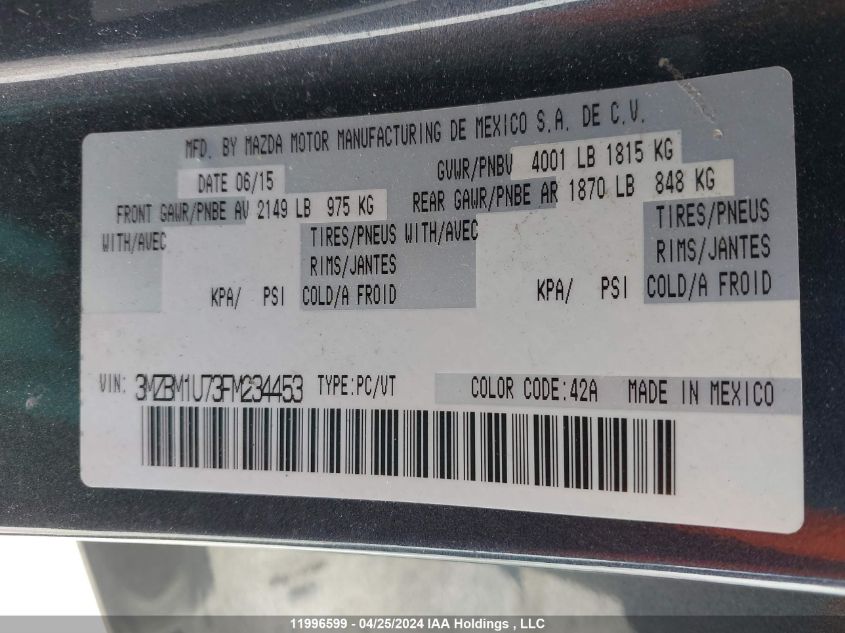 MFD. BY MAZDA MOTOR MANUFACTURING DE MEXICO S.A. DE C.V.
DATE 06/15 GVWR/PNBV 4001 LB 1815 KG
FRONT GAWR/PNBE AV 2149 LB 975 KG REAR GAWR/PNBE AR 1870 LB 848 KG
WITH/AVEC TIRES/PNEUS WITH/AVEC TIRES/PNEUS
RIMS/JANTES RIMS/JANTES
KPA/ PSI COLD/A FROID KPA/ PSI COLD/A FROID
VIN: 3MZBM1U73FM234453 TYPE:PC/VT COLOR CODE:42A MADE IN MEXICO
11996599 - 04/25/2024 IAA Holdings , LLC